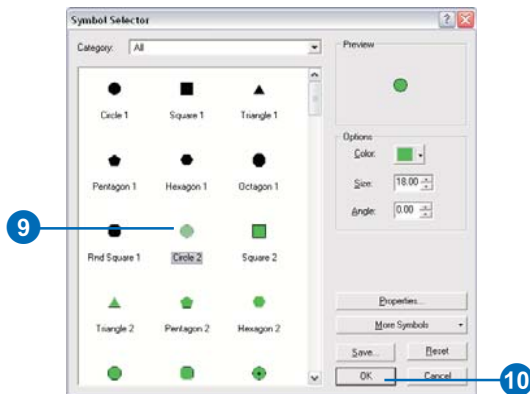 Symbol Selector
Category: All
Preview
Circle 1
Square 1
Triangle 1
Options
Color:
Pentagon 1
Hexagon 1
Octagon 1
Size: 18.00
Angle: 0.00
9
Rnd Square 1
Circle 2
Square 2
Triangle 2
Pentagon 2
Hexagon 2
Properties...
More Symbols
Save...
Reset
OK
Cancel
10